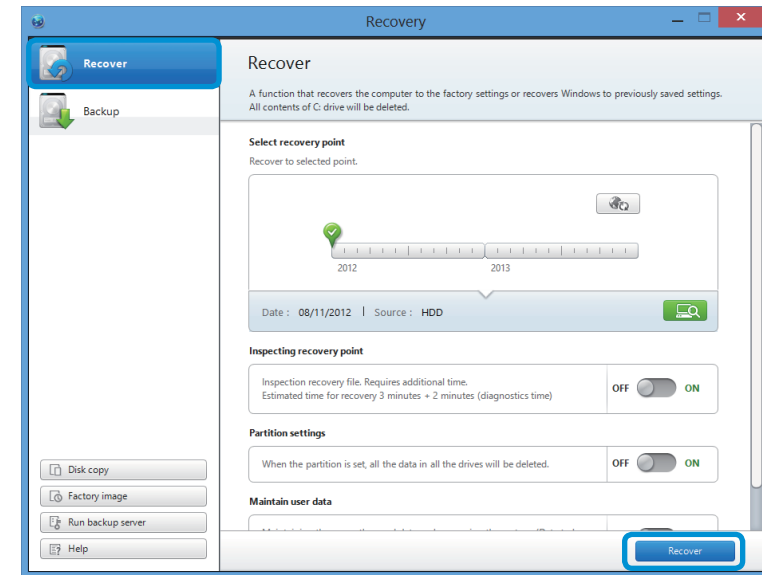 Recovery
Recover
Backup
Disk copy
Factory image
Run backup server
Help
Recover
A function that recovers the computer to the factory settings or recovers Windows to previously saved settings.
All contents of C: drive will be deleted.
Select recovery point
Recover to selected point.
2012 2013
Date : 08/11/2012 | Source : HDD
Inspecting recovery point
Inspection recovery file. Requires additional time.
Estimated time for recovery 3 minutes + 2 minutes (diagnostics time)
OFF ON
Partition settings
When the partition is set, all the data in all the drives will be deleted.
OFF ON
Maintain user data
Recover